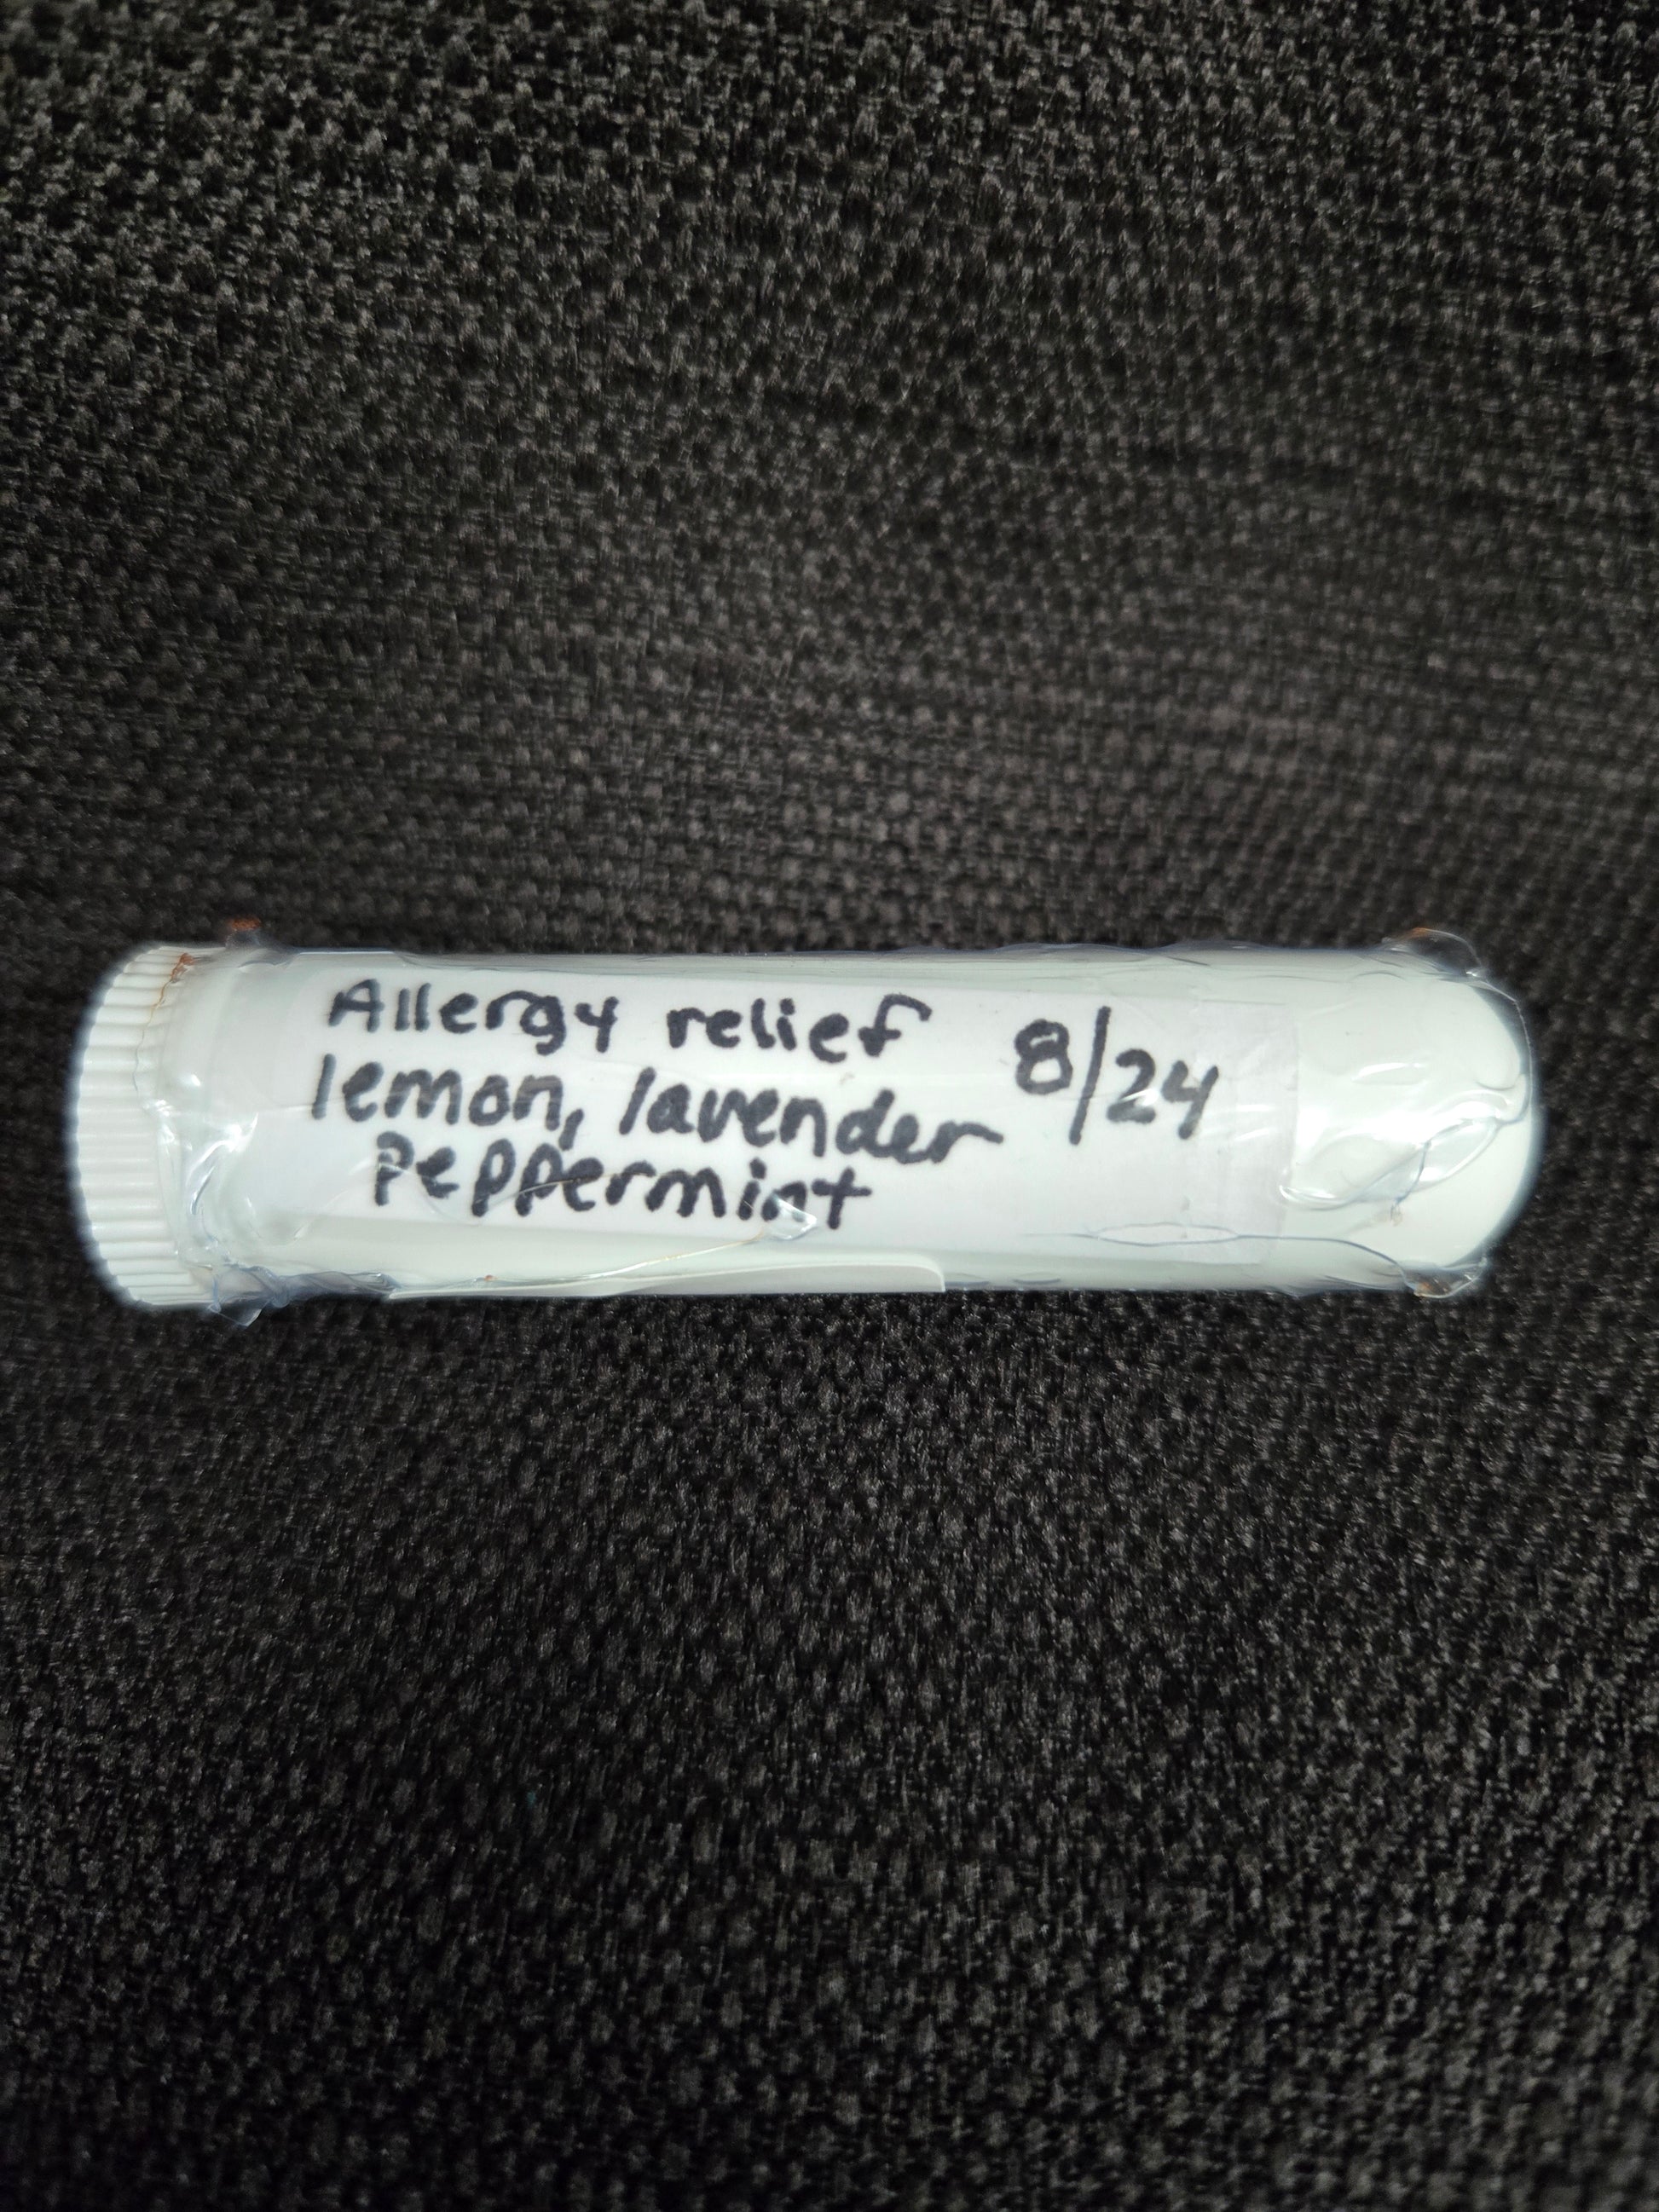 Allergy relief 8/24
lemon, lavender
Peppermint